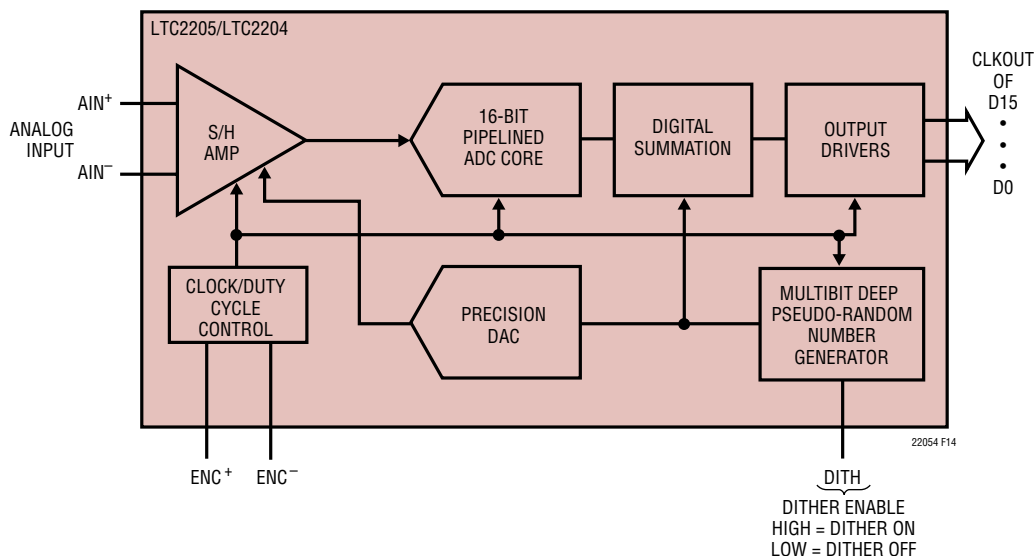 LTC2205/LTC2204
AIN+
ANALOG
INPUT
AIN−
S/H
AMP
16-BIT
PIPELINED
ADC CORE
DIGITAL
SUMMATION
OUTPUT
DRIVERS
CLKOUT
OF
D15
•
•
•
D0
CLOCK/DUTY
CYCLE
CONTROL
PRECISION
DAC
MULTIBIT DEEP
PSEUDO-RANDOM
NUMBER
GENERATOR
22054 F14
ENC+
ENC−
DITH
DITHER ENABLE
HIGH = DITHER ON
LOW = DITHER OFF